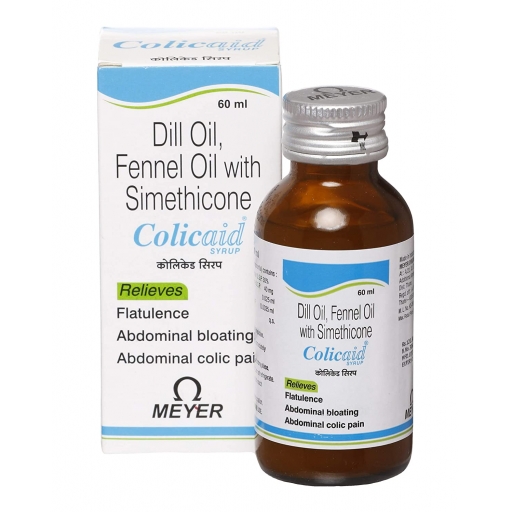 Colicaid®
SYRUP
कोलिकेड सिरप
60 ml
Dill Oil,
Fennel Oil with
Simethicone
Colicaid®
SYRUP
कोलिकेड सिरप
Relieves
Flatulence
Abdominal bloating
Abdominal colic pain
MEYER
MEYER
60 ml
Dill Oil, Fennel Oil
with Simethicone
Colicaid®
SYRUP
कोलिकेड सिरप
Relieves
Flatulence
Abdominal bloating
Abdominal colic pain
MEYER